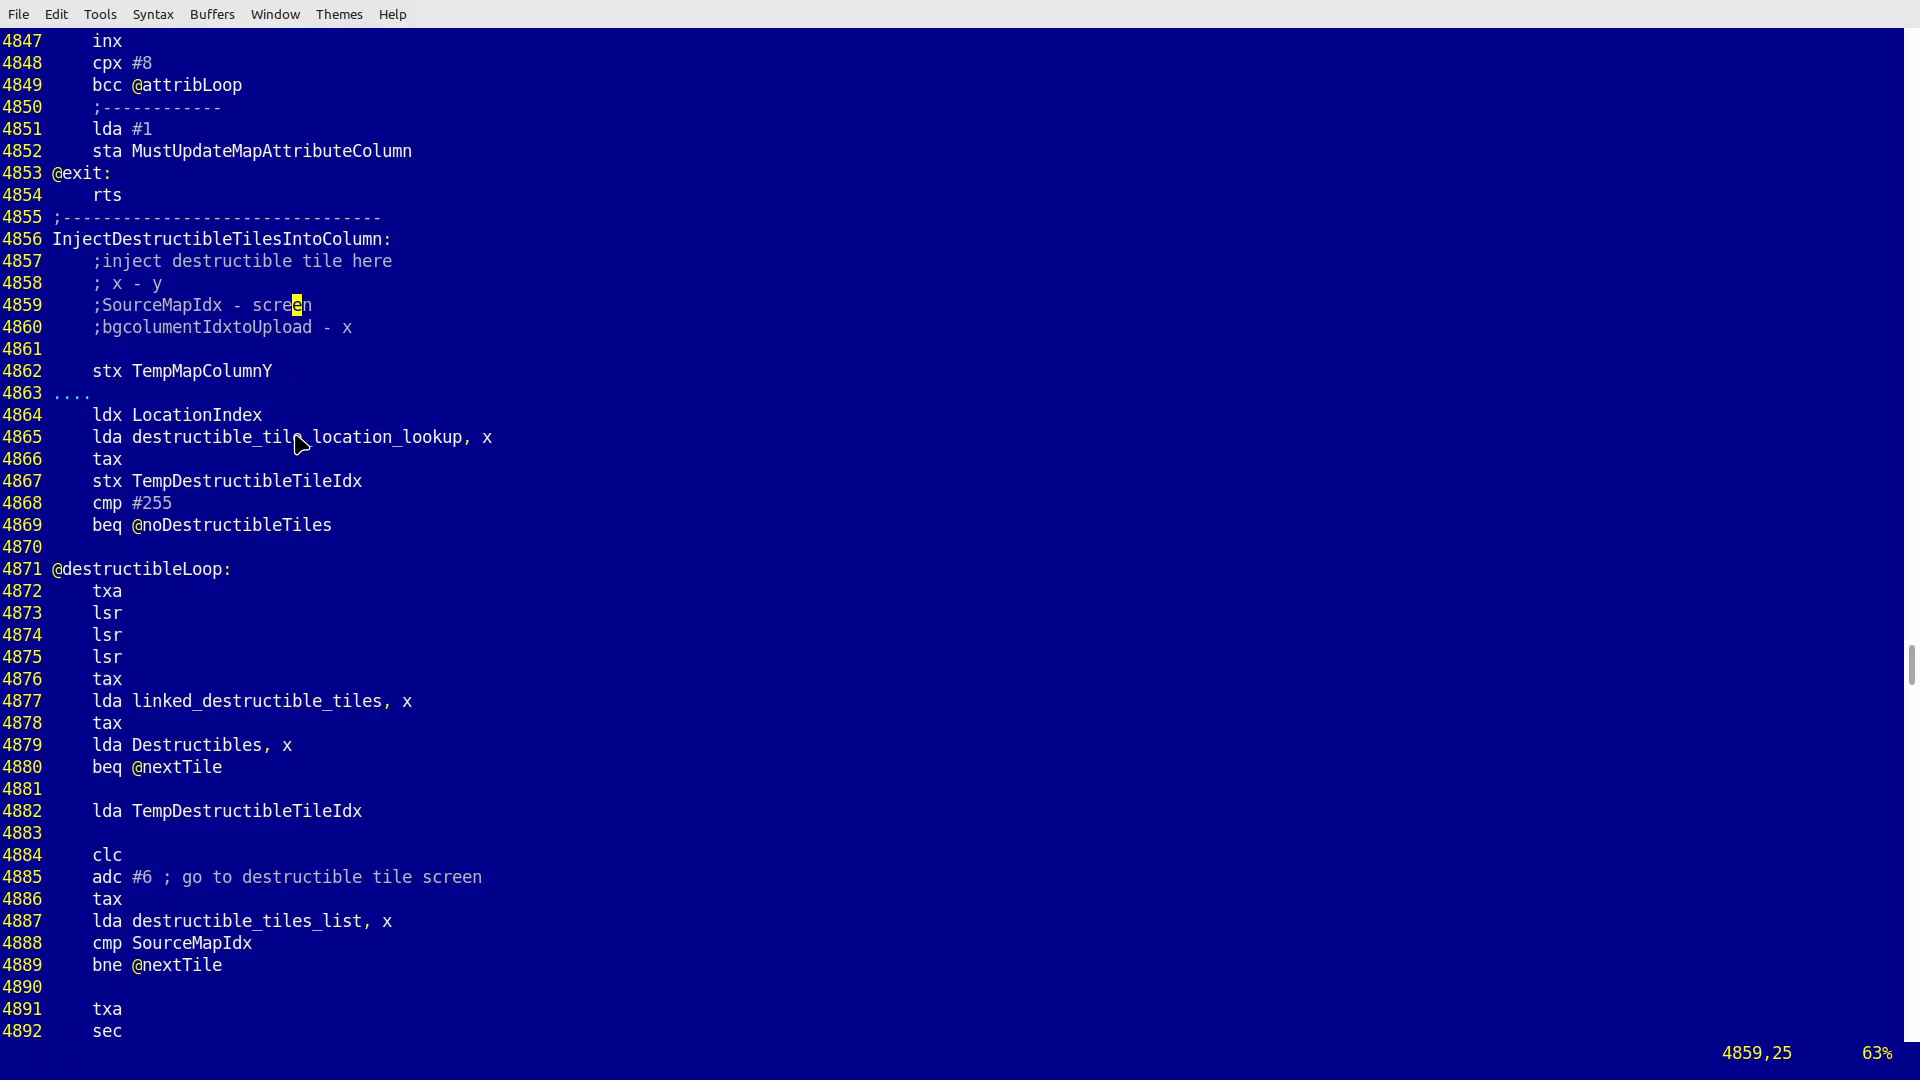 File Edit Tools Syntax Buffers Window Themes Help
4847     inx
4848     cpx #8
4849     bcc @attribLoop
4850     ;------------
4851     lda #1
4852     sta MustUpdateMapAttributeColumn
4853 @exit:
4854     rts
4855 ;--------------------------------
4856 InjectDestructibleTilesIntoColumn:
4857     ;inject destructible tile here
4858     ; x - y
4859     ;SourceMapIdx - screen
4860     ;bgcolumentIdxtoUpload - x
4861
4862     stx TempMapColumnY
4863 ....
4864     ldx LocationIndex
4865     lda destructible_tile_location_lookup, x
4866     tax
4867     stx TempDestructibleTileIdx
4868     cmp #255
4869     beq @noDestructibleTiles
4870
4871 @destructibleLoop:
4872     txa
4873     lsr
4874     lsr
4875     lsr
4876     tax
4877     lda linked_destructible_tiles, x
4878     tax
4879     lda Destructibles, x
4880     beq @nextTile
4881
4882     lda TempDestructibleTileIdx
4883
4884     clc
4885     adc #6 ; go to destructible tile screen
4886     tax
4887     lda destructible_tiles_list, x
4888     cmp SourceMapIdx
4889     bne @nextTile
4890
4891     txa
4892     sec
4859,25 63%